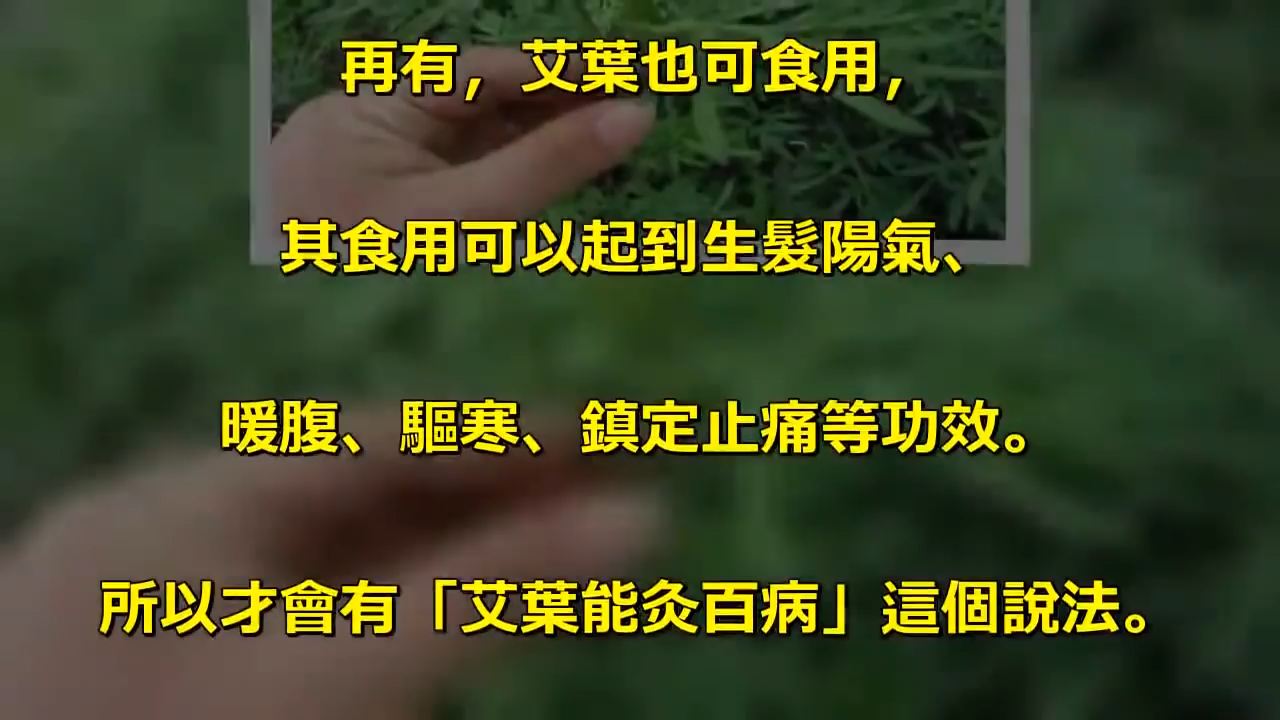 再有，艾葉也可食用，
其食用可以起到生髮陽氣、
暖腹、驅寒、鎮定止痛等功效。
所以才會有「艾葉能灸百病」這個說法。